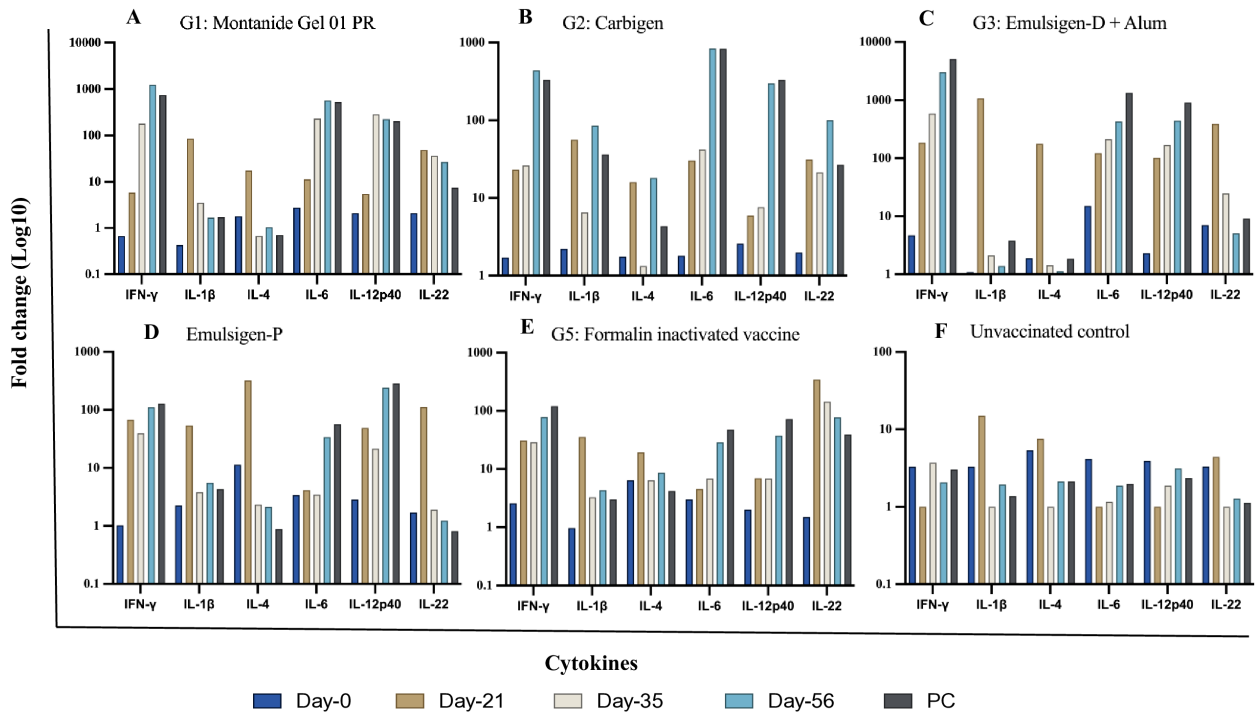 A G1: Montanide Gel 01 PR
B G2: Carbigen
C G3: Emulsigen-D + Alum
10000
1000
100
10
1
0.1
IFN-γ IL-1β IL-4 IL-6 IL-12p40 IL-22
1000
100
10
1
IFN-γ IL-1β IL-4 IL-6 IL-12p40 IL-22
10000
1000
100
10
1
IFN-γ IL-1β IL-4 IL-6 IL-12p40 IL-22
Fold change (Log10)
D Emulsigen-P
E G5: Formalin inactivated vaccine
F Unvaccinated control
1000
100
10
1
0.1
IFN-γ IL-1β IL-4 IL-6 IL-12p40 IL-22
1000
100
10
1
0.1
IFN-γ IL-1β IL-4 IL-6 IL-12p40 IL-22
100
10
1
0.1
IFN-γ IL-1β IL-4 IL-6 IL-12p40 IL-22
Cytokines
Day-0 Day-21 Day-35 Day-56 PC